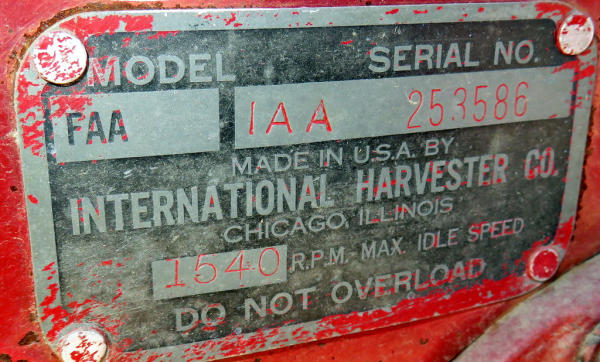 MODEL SERIAL NO.
FAA IAA 253586
MADE IN U.S.A. BY
INTERNATIONAL HARVESTER CO.
CHICAGO, ILLINOIS
1540 R.P.M. MAX. IDLE SPEED
DO NOT OVERLOAD